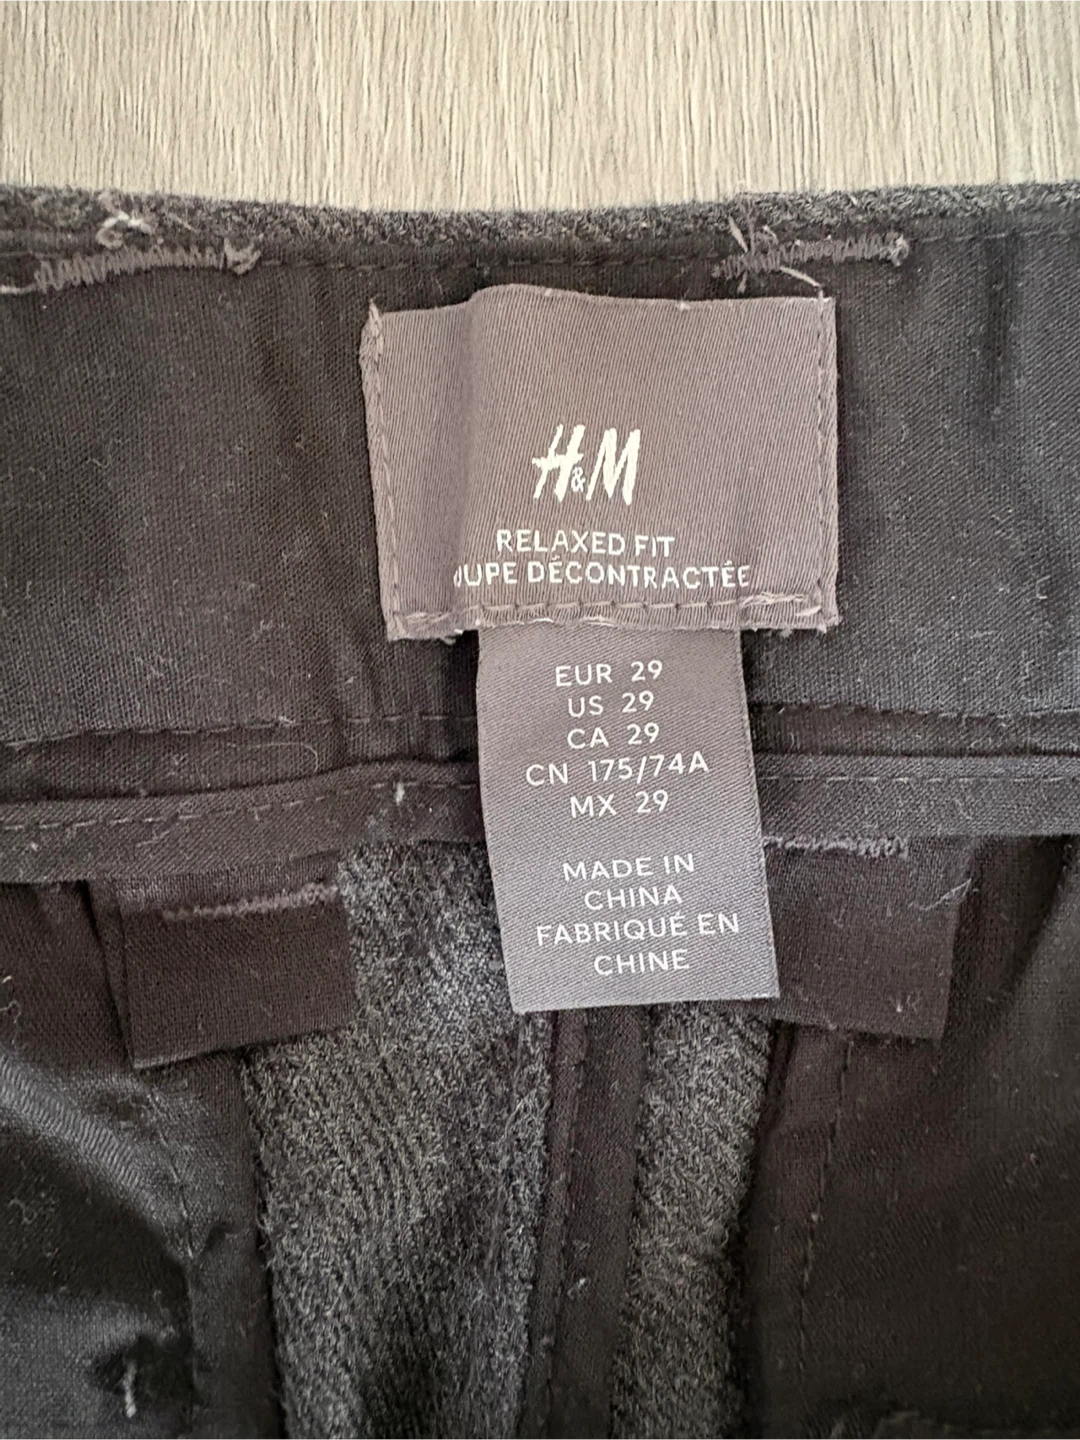 H&M
RELAXED FIT
DÉCONTRACTÉE
EUR 29
US 29
CA 29
CN 175/74A
MX 29
MADE IN
CHINA
FABRIQUÉ EN
CHINE